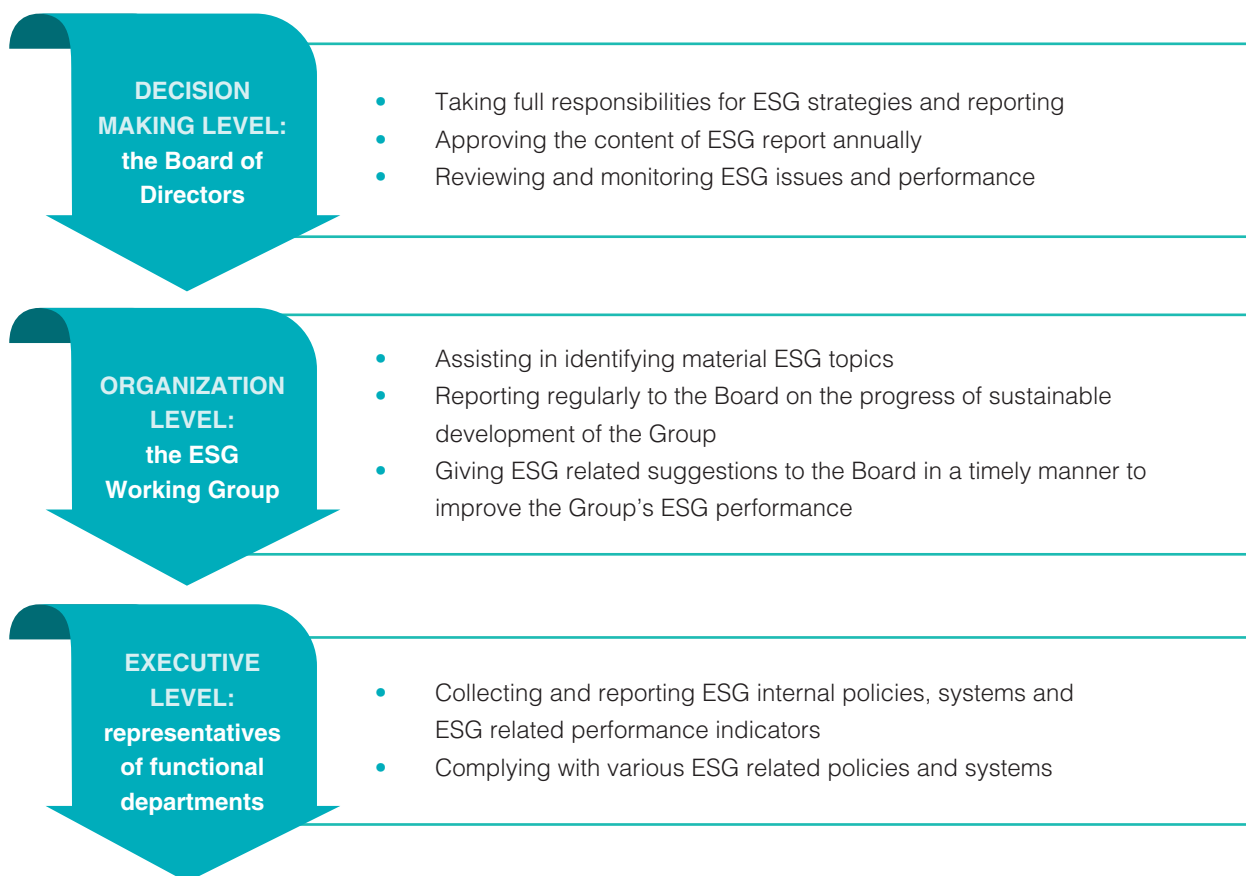 DECISION
MAKING LEVEL:
the Board of
Directors
• Taking full responsibilities for ESG strategies and reporting
• Approving the content of ESG report annually
• Reviewing and monitoring ESG issues and performance
ORGANIZATION
LEVEL:
the ESG
Working Group
• Assisting in identifying material ESG topics
• Reporting regularly to the Board on the progress of sustainable
development of the Group
• Giving ESG related suggestions to the Board in a timely manner to
improve the Group’s ESG performance
EXECUTIVE
LEVEL:
representatives
of functional
departments
• Collecting and reporting ESG internal policies, systems and
ESG related performance indicators
• Complying with various ESG related policies and systems